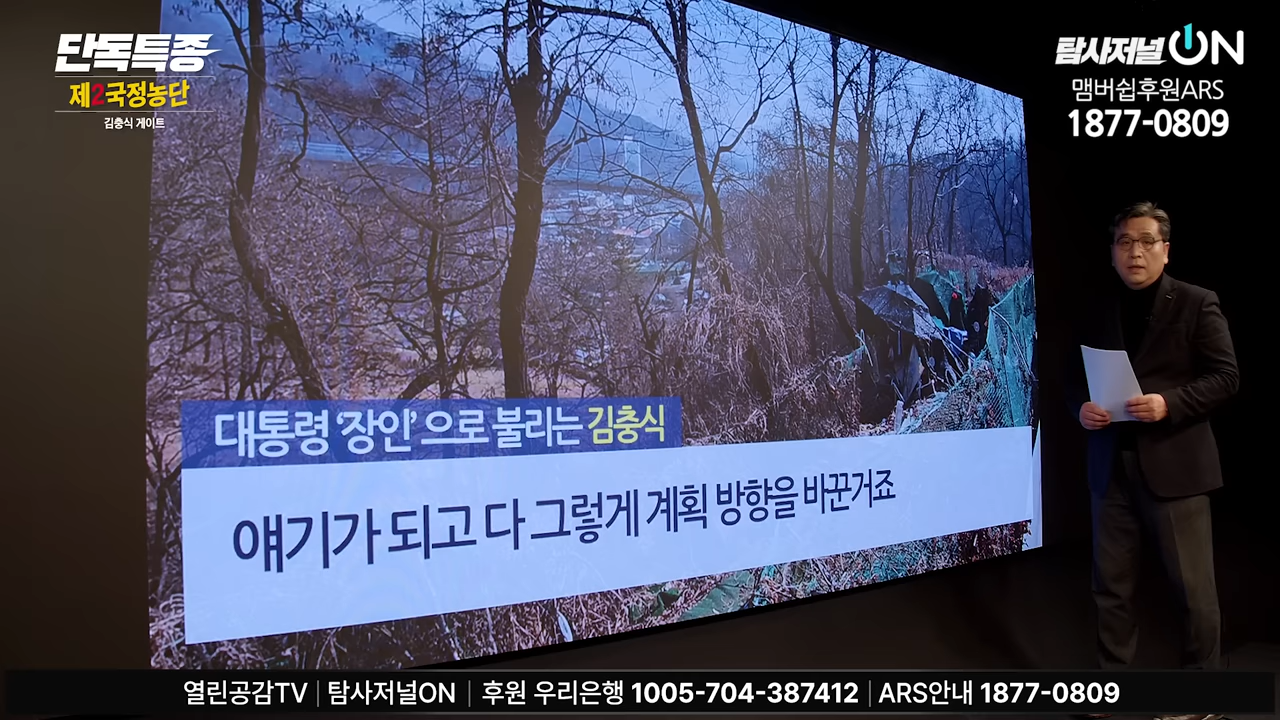 단독특종
제2국정농단
김충식 게이트
탐사저널ON
맴버쉽후원ARS
1877-0809
대통령 '장인'으로 불리는 김충식
얘기가 되고 다 그렇게 계획 방향을 바꾼거죠
열린공감TV | 탐사저널ON | 후원 우리은행 1005-704-387412 | ARS안내 1877-0809